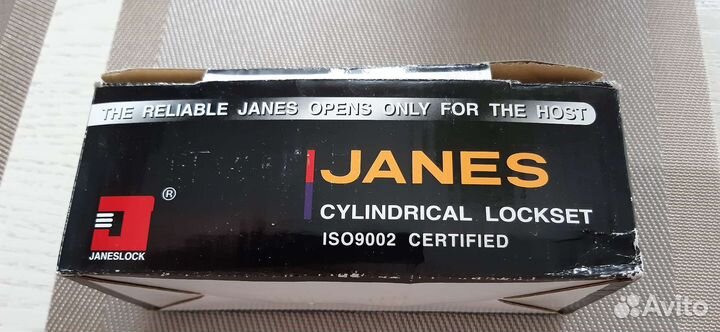 THE RELIABLE JANES OPENS ONLY FOR THE HOST
JANES
®
CYLINDRICAL LOCKSET
ISO9002 CERTIFIED
JANESLOCK
Avito